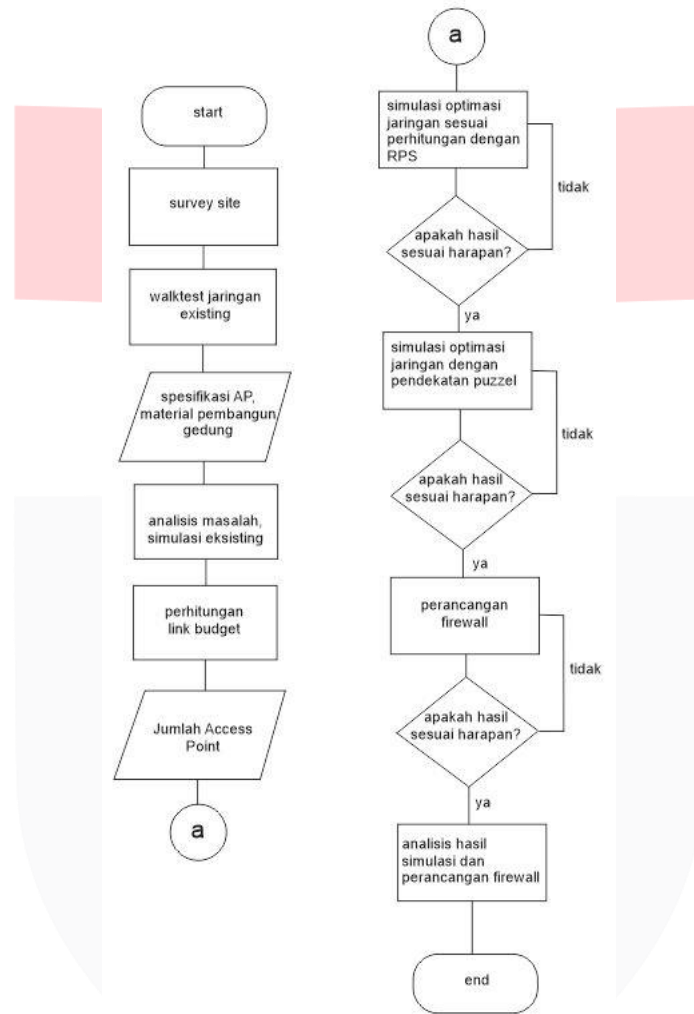 start
survey site
walktest jaringan
existing
spesifikasi AP,
material pembangun
gedung
analisis masalah,
simulasi eksisting
perhitungan
link budget
Jumlah Access
Point
a
a
simulasi optimasi
jaringan sesuai
perhitungan dengan
RPS
tidak
apakah hasil
sesuai harapan?
ya
simulasi optimasi
jaringan dengan
pendekatan puzzel
tidak
apakah hasil
sesuai harapan?
ya
perancangan
firewall
tidak
apakah hasil
sesuai harapan?
ya
analisis hasil
simulasi dan
perancangan firewall
end